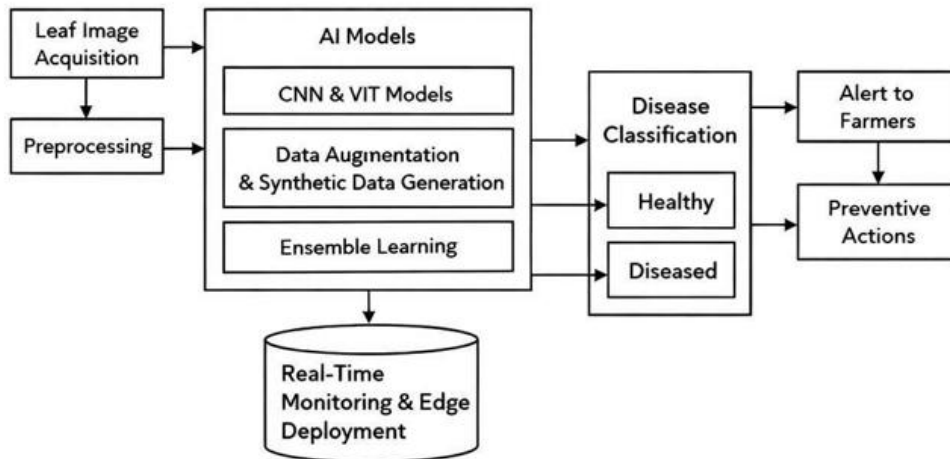 Leaf Image
Acquisition
Preprocessing
AI Models
CNN & VIT Models
Data Augmentation
& Synthetic Data Generation
Ensemble Learning
Real-Time
Monitoring & Edge
Deployment
Disease
Classification
Healthy
Diseased
Alert to
Farmers
Preventive
Actions